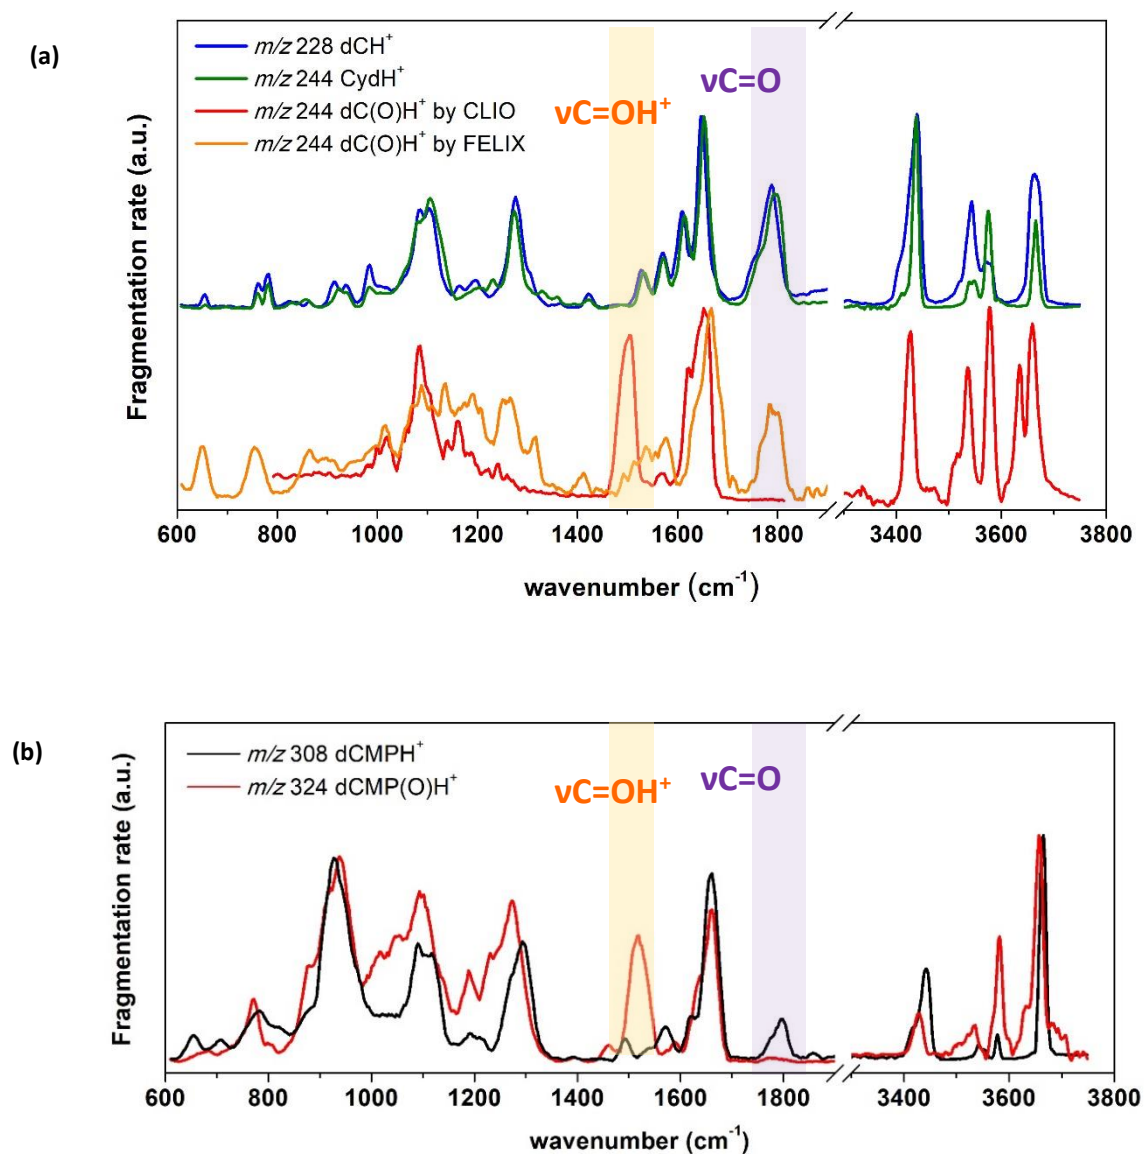 (a)
m/z 228 dCH⁺
m/z 244 CydH⁺
m/z 244 dC(O)H⁺ by CLIO
m/z 244 dC(O)H⁺ by FELIX
νC=OH⁺
νC=O
Fragmentation rate (a.u.)
600 800 1000 1200 1400 1600 1800 3400 3600 3800
wavenumber (cm⁻¹)
(b)
m/z 308 dCMPH⁺
m/z 324 dCMP(O)H⁺
νC=OH⁺
νC=O
Fragmentation rate (a.u.)
600 800 1000 1200 1400 1600 1800 3400 3600 3800
wavenumber (cm⁻¹)